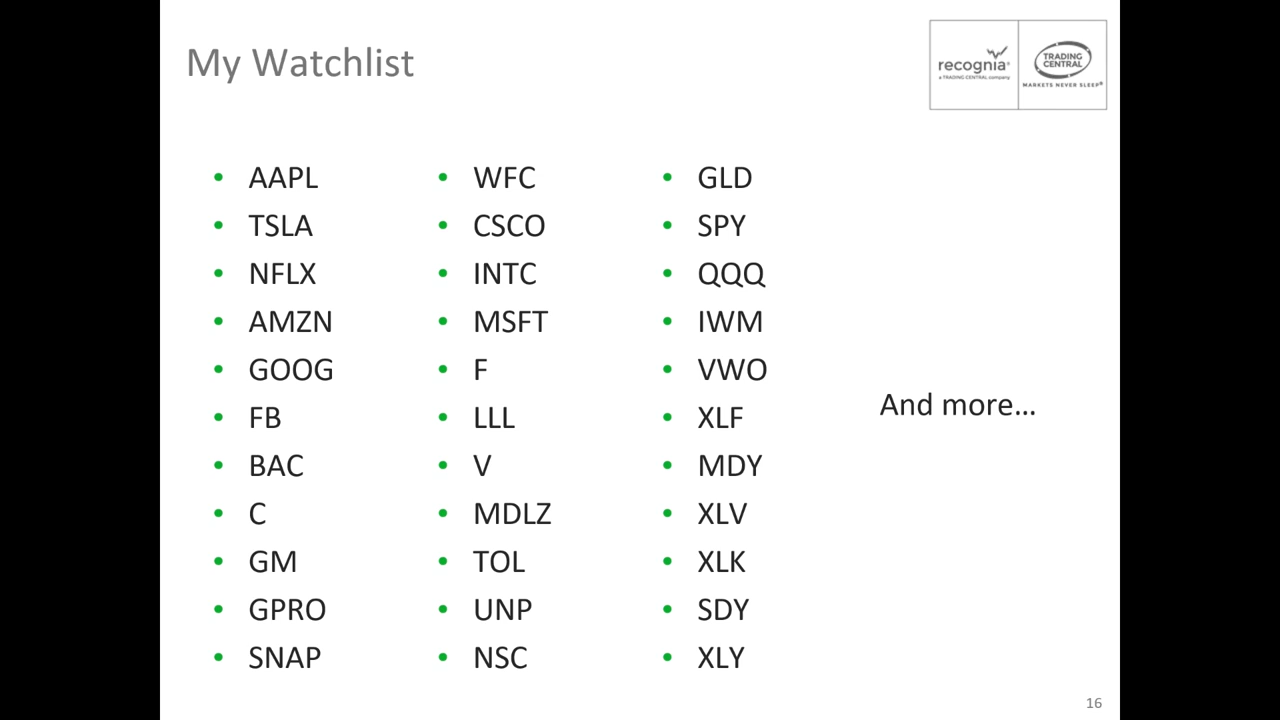 My Watchlist
recognia®
a TRADING CENTRAL company
TRADING
CENTRAL
MARKETS NEVER SLEEP®
• AAPL
• TSLA
• NFLX
• AMZN
• GOOG
• FB
• BAC
• C
• GM
• GPRO
• SNAP
• WFC
• CSCO
• INTC
• MSFT
• F
• LLL
• V
• MDLZ
• TOL
• UNP
• NSC
• GLD
• SPY
• QQQ
• IWM
• VWO
• XLF
• MDY
• XLV
• XLK
• SDY
• XLY
And more…
16